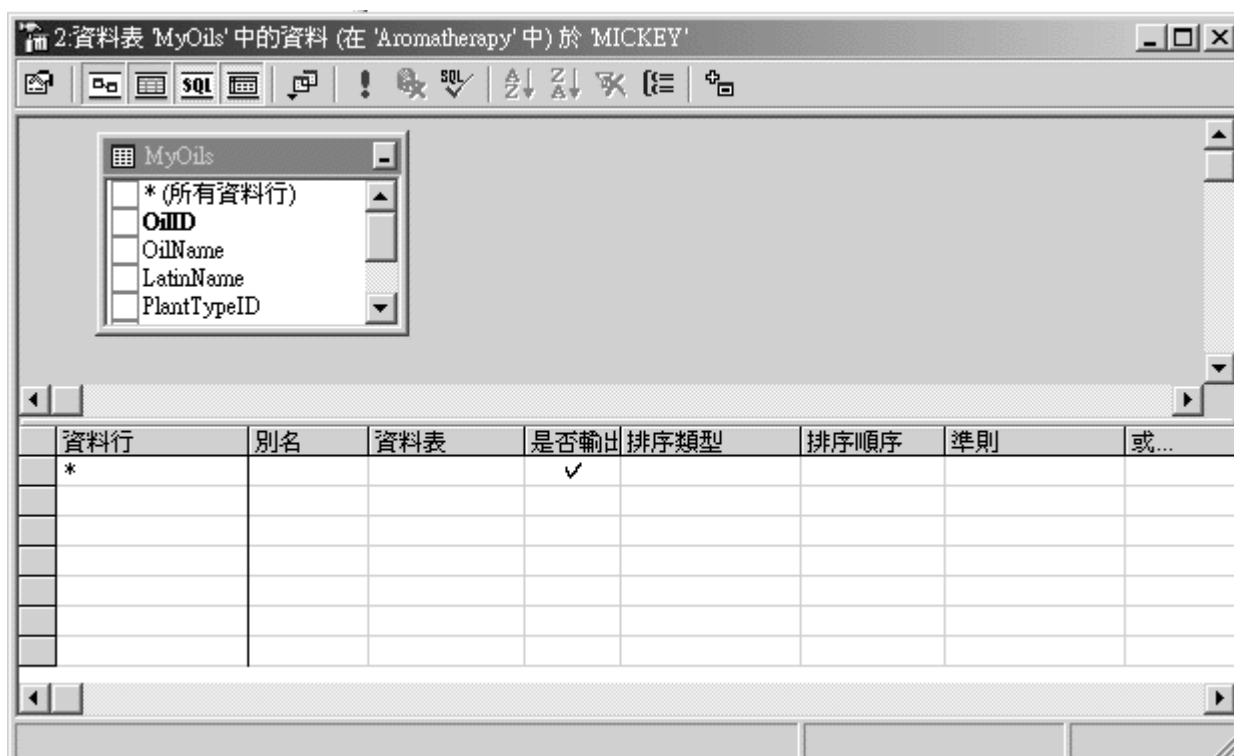 2:資料表 'MyOils' 中的資料 (在 'Aromatherapy' 中) 於 'MICKEY'
SQL SQL
MyOils
* (所有資料行)
OilID
OilName
LatinName
PlantTypeID
資料行 別名 資料表 是否輸出 排序類型 排序順序 準則 或...
*